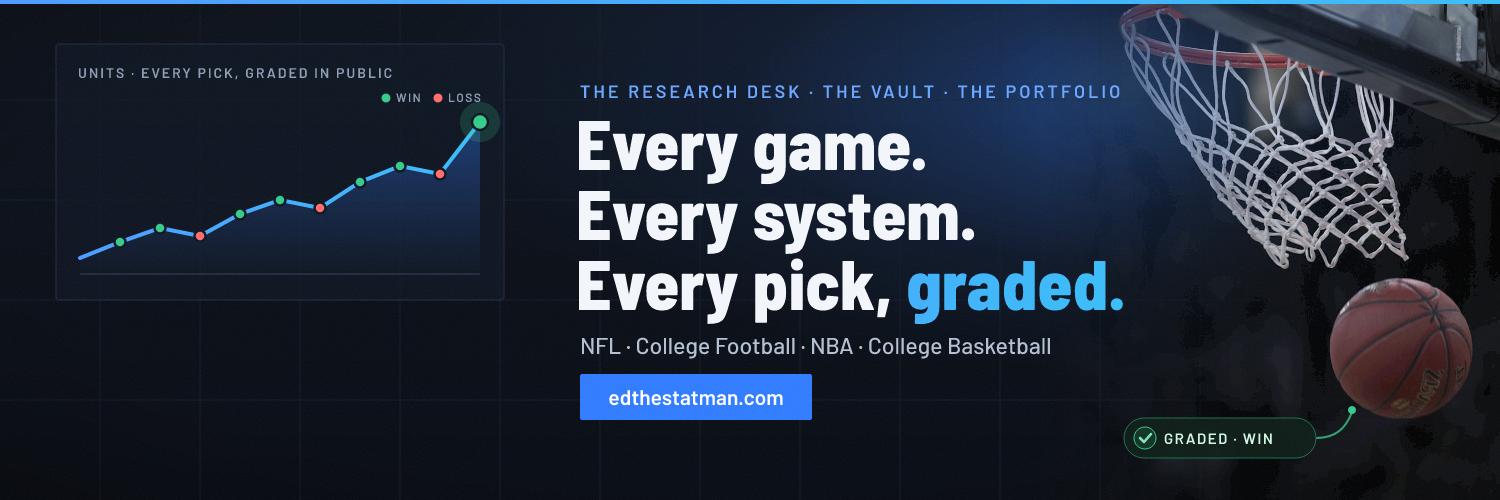 UNITS · EVERY PICK, GRADED IN PUBLIC
WIN LOSS
THE RESEARCH DESK · THE VAULT · THE PORTFOLIO
Every game.
Every system.
Every pick, graded.
NFL · College Football · NBA · College Basketball
edthestatman.com
GRADED · WIN